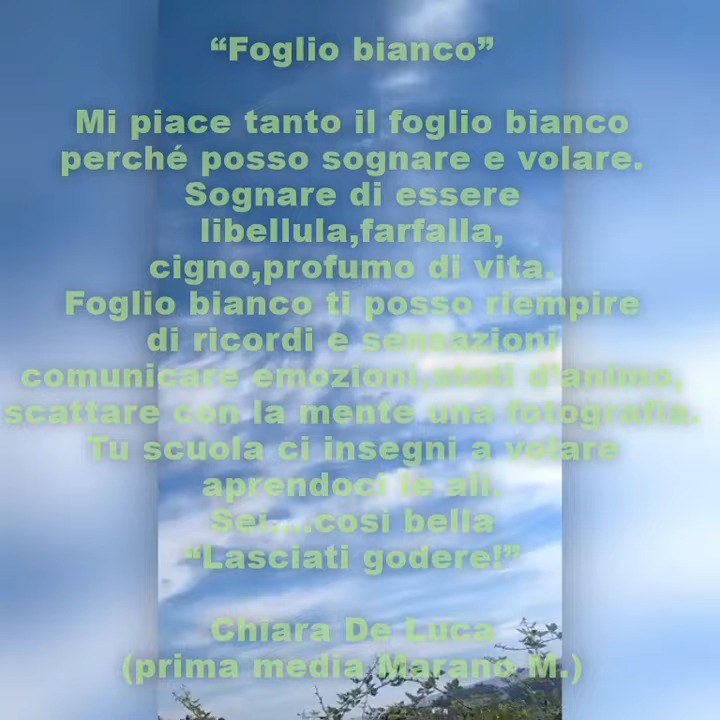 “Foglio bianco”
Mi piace tanto il foglio bianco
perché posso sognare e volare.
Sognare di essere
libellula,farfalla,
cigno,profumo di vita.
Foglio bianco ti posso riempire
di ricordi e sensazioni
comunicare emozioni,stati d'animo,
scattare con la mente una fotografia.
Tu scuola ci insegni a volare
aprendoci le ali.
Sei....così bella
“Lasciati godere!”
Chiara De Luca
(prima media Marano M.)